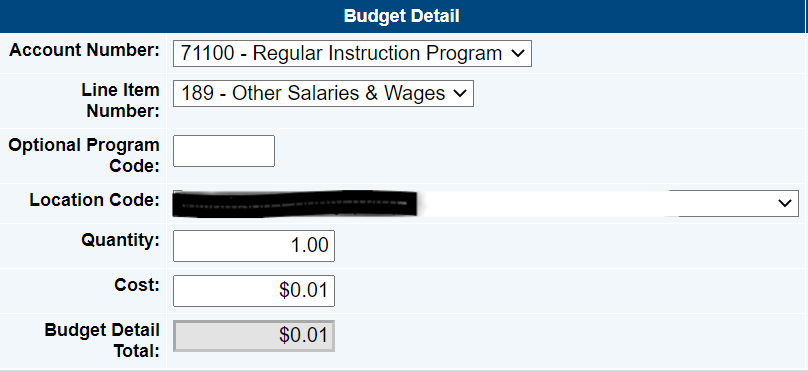 Budget Detail
Account Number: 71100 - Regular Instruction Program
Line Item
Number:
189 - Other Salaries & Wages
Optional Program
Code:
Location Code:
Quantity: 1.00
Cost: $0.01
Budget Detail
Total:
$0.01